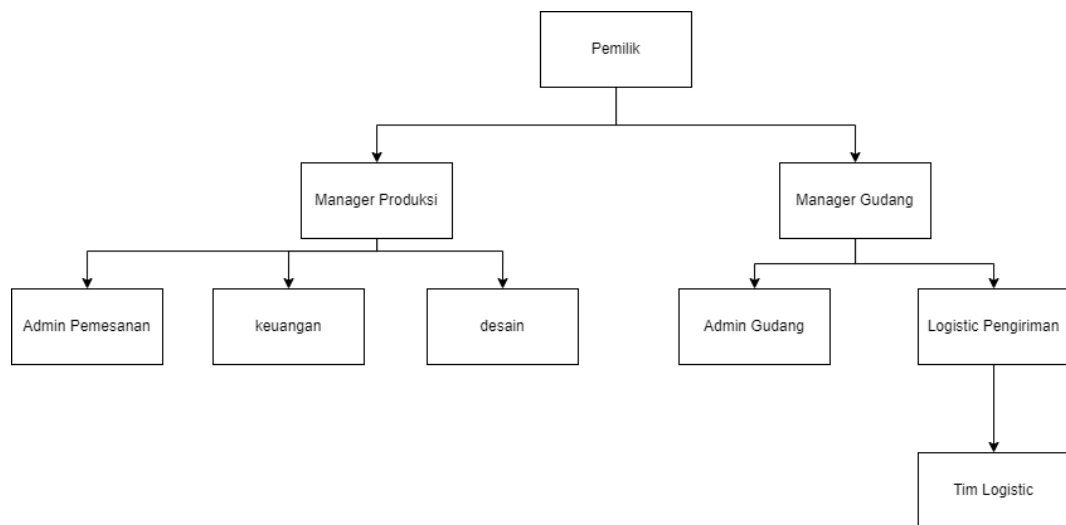 Pemilik
Manager Produksi
Manager Gudang
Admin Pemesanan
keuangan
desain
Admin Gudang
Logistic Pengiriman
Tim Logistic